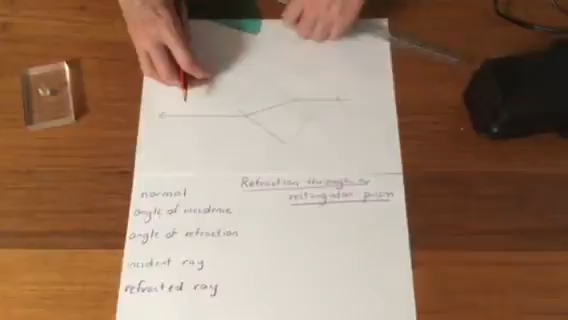 Refraction through a
rectangular prism
normal
angle of incidence
angle of refraction
incident ray
refracted ray